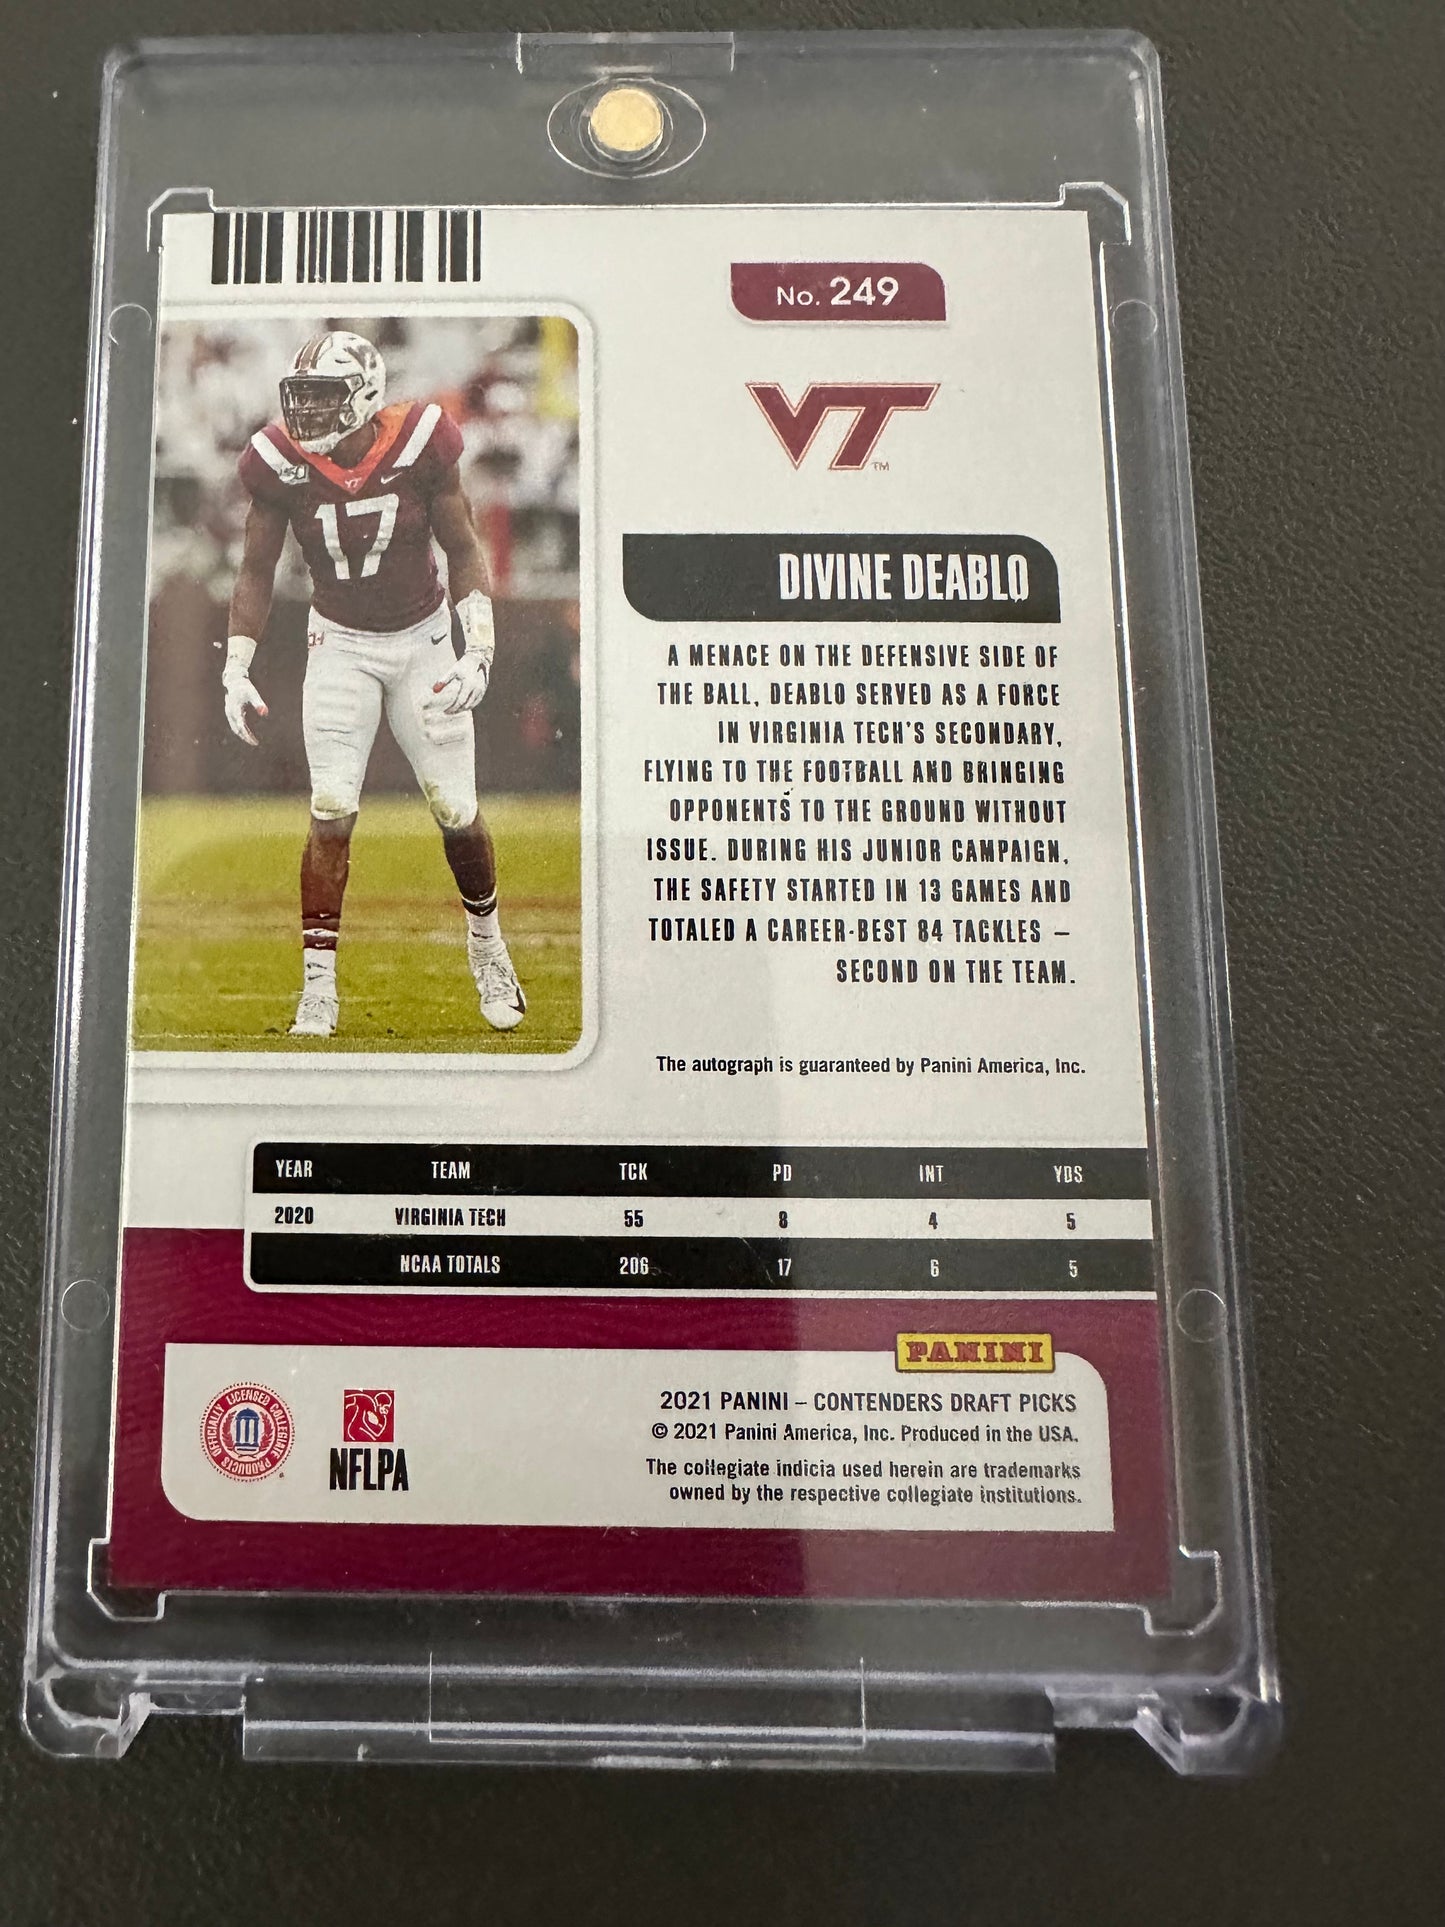 No. 249
VT
TM
DIVINE DEABLO
A MENACE ON THE DEFENSIVE SIDE OF
THE BALL, DEABLO SERVED AS A FORCE
IN VIRGINIA TECH'S SECONDARY,
FLYING TO THE FOOTBALL AND BRINGING
OPPONENTS TO THE GROUND WITHOUT
ISSUE. DURING HIS JUNIOR CAMPAIGN,
THE SAFETY STARTED IN 13 GAMES AND
TOTALED A CAREER-BEST 84 TACKLES –
SECOND ON THE TEAM.
17
The autograph is guaranteed by Panini America, Inc.
YEAR TEAM TCK PD INT YDS
2020 VIRGINIA TECH 55 8 4 5
NCAA TOTALS 206 17 6 5
PANINI
OFFICIALLY LICENSED COLLEGIATE PRODUCTS
NFLPA
2021 PANINI – CONTENDERS DRAFT PICKS
© 2021 Panini America, Inc. Produced in the USA.
The collegiate indicia used herein are trademarks
owned by the respective collegiate institutions.